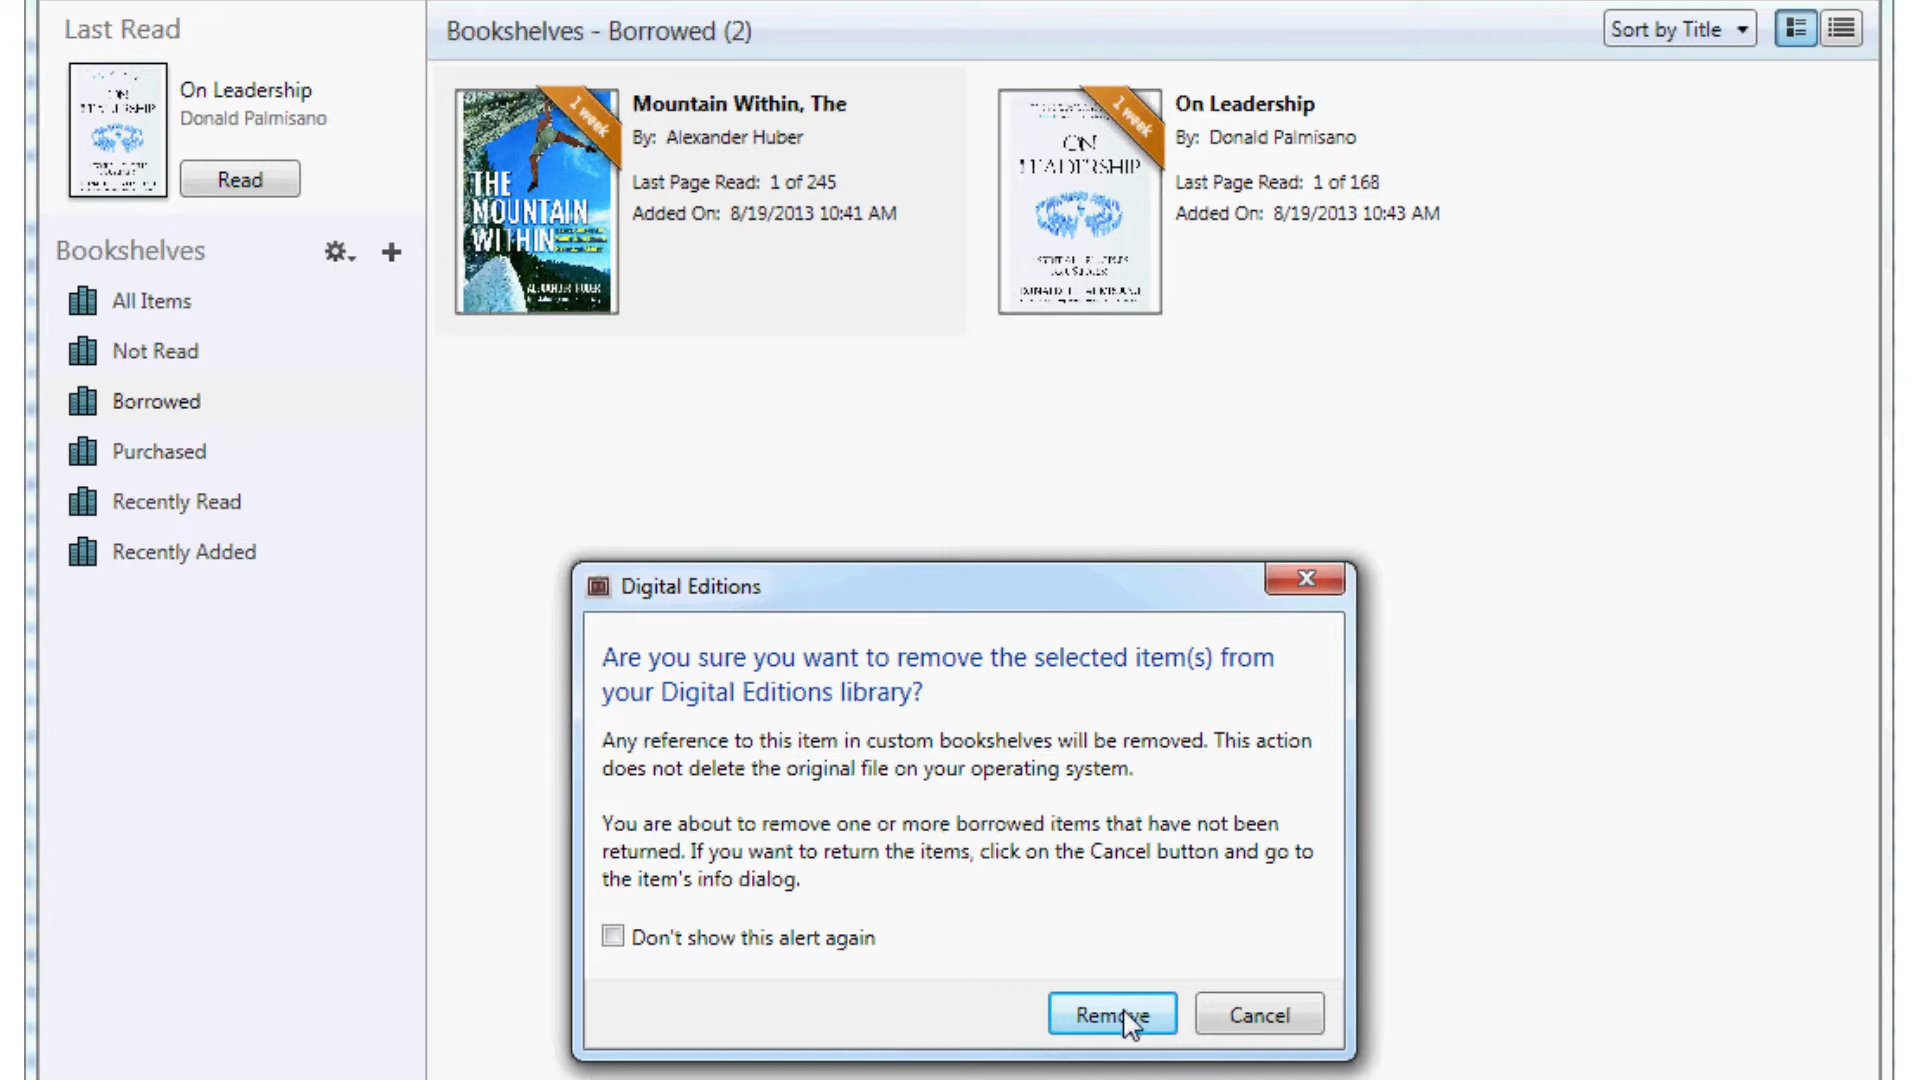 Last Read
On Leadership
Donald Palmisano
Read
Bookshelves
All Items
Not Read
Borrowed
Purchased
Recently Read
Recently Added
Bookshelves - Borrowed (2)
Sort by Title
1 week
THE
MOUNTAIN
WITHIN
ALEXANDER HUBER
Mountain Within, The
By: Alexander Huber
Last Page Read: 1 of 245
Added On: 8/19/2013 10:41 AM
1 week
ON
LEADERSHIP
On Leadership
By: Donald Palmisano
Last Page Read: 1 of 168
Added On: 8/19/2013 10:43 AM
Digital Editions
Are you sure you want to remove the selected item(s) from
your Digital Editions library?
Any reference to this item in custom bookshelves will be removed. This action
does not delete the original file on your operating system.
You are about to remove one or more borrowed items that have not been
returned. If you want to return the items, click on the Cancel button and go to
the item's info dialog.
Don't show this alert again
Remove
Cancel